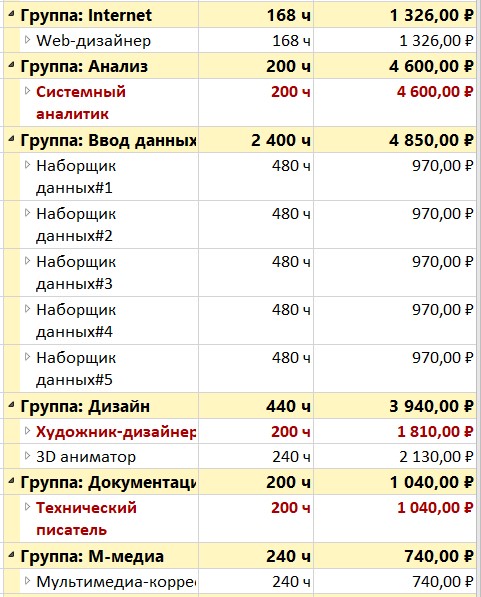 Группа: Internet 168 ч 1 326,00 ₽
Web-дизайнер 168 ч 1 326,00 ₽
Группа: Анализ 200 ч 4 600,00 ₽
Системный 200 ч 4 600,00 ₽
аналитик
Группа: Ввод данных 2 400 ч 4 850,00 ₽
Наборщик 480 ч 970,00 ₽
данных#1
Наборщик 480 ч 970,00 ₽
данных#2
Наборщик 480 ч 970,00 ₽
данных#3
Наборщик 480 ч 970,00 ₽
данных#4
Наборщик 480 ч 970,00 ₽
данных#5
Группа: Дизайн 440 ч 3 940,00 ₽
Художник-дизайнер 200 ч 1 810,00 ₽
3D аниматор 240 ч 2 130,00 ₽
Группа: Документаци 200 ч 1 040,00 ₽
Технический 200 ч 1 040,00 ₽
писатель
Группа: М-медиа 240 ч 740,00 ₽
Мультимедиа-корре 240 ч 740,00 ₽